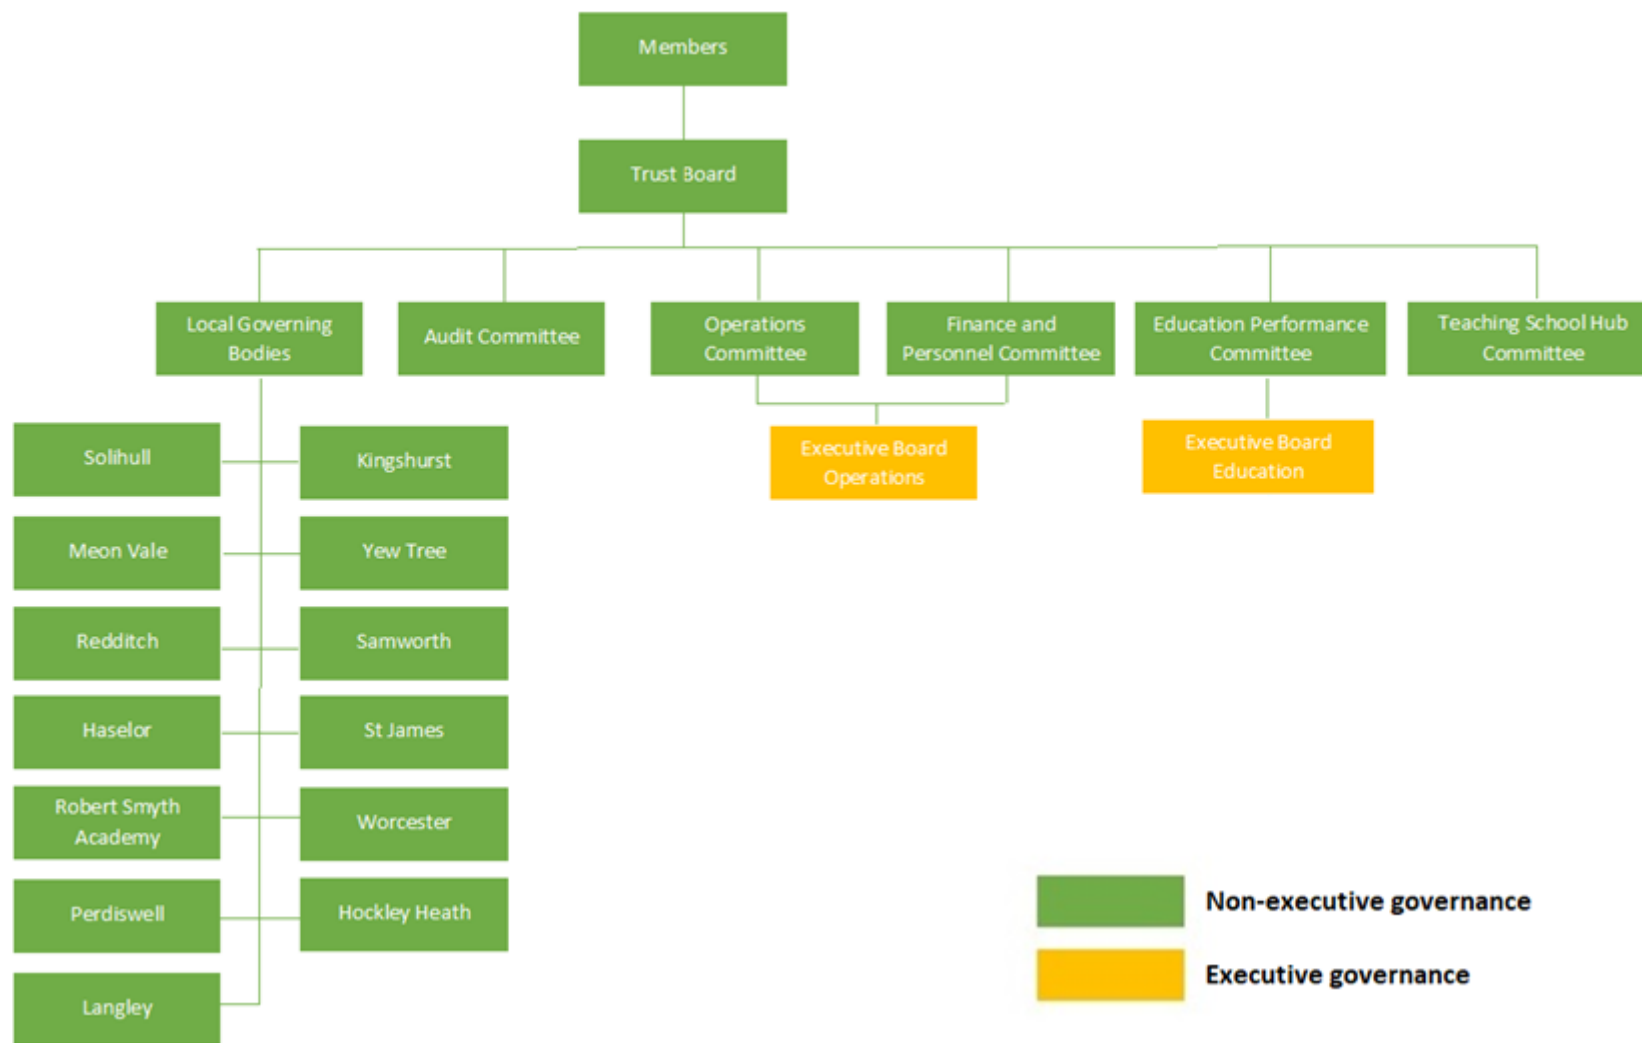 Members
Trust Board
Local Governing
Bodies
Audit Committee
Operations
Committee
Finance and
Personnel Committee
Education Performance
Committee
Teaching School Hub
Committee
Executive Board
Operations
Executive Board
Education
Solihull
Kingshurst
Meon Vale
Yew Tree
Redditch
Samworth
Haselor
St James
Robert Smyth
Academy
Worcester
Perdiswell
Hockley Heath
Langley
Non-executive governance
Executive governance